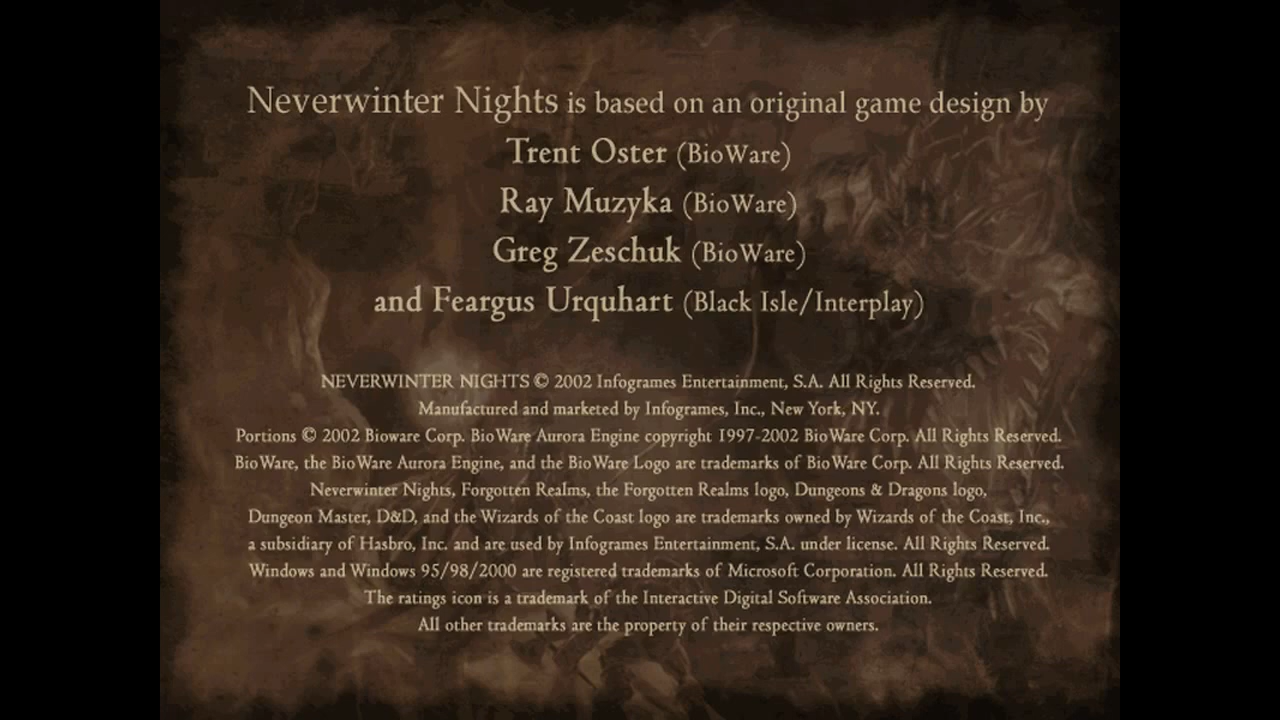 Neverwinter Nights is based on an original game design by
Trent Oster (BioWare)
Ray Muzyka (BioWare)
Greg Zeschuk (BioWare)
and Feargus Urquhart (Black Isle/Interplay)
NEVERWINTER NIGHTS © 2002 Infogrames Entertainment, S.A. All Rights Reserved.
Manufactured and marketed by Infogrames, Inc., New York, NY.
Portions © 2002 Bioware Corp. BioWare Aurora Engine copyright 1997-2002 BioWare Corp. All Rights Reserved.
BioWare, the BioWare Aurora Engine, and the BioWare Logo are trademarks of BioWare Corp. All Rights Reserved.
Neverwinter Nights, Forgotten Realms, the Forgotten Realms logo, Dungeons & Dragons logo,
Dungeon Master, D&D, and the Wizards of the Coast logo are trademarks owned by Wizards of the Coast, Inc.,
a subsidiary of Hasbro, Inc. and are used by Infogrames Entertainment, S.A. under license. All Rights Reserved.
Windows and Windows 95/98/2000 are registered trademarks of Microsoft Corporation. All Rights Reserved.
The ratings icon is a trademark of the Interactive Digital Software Association.
All other trademarks are the property of their respective owners.